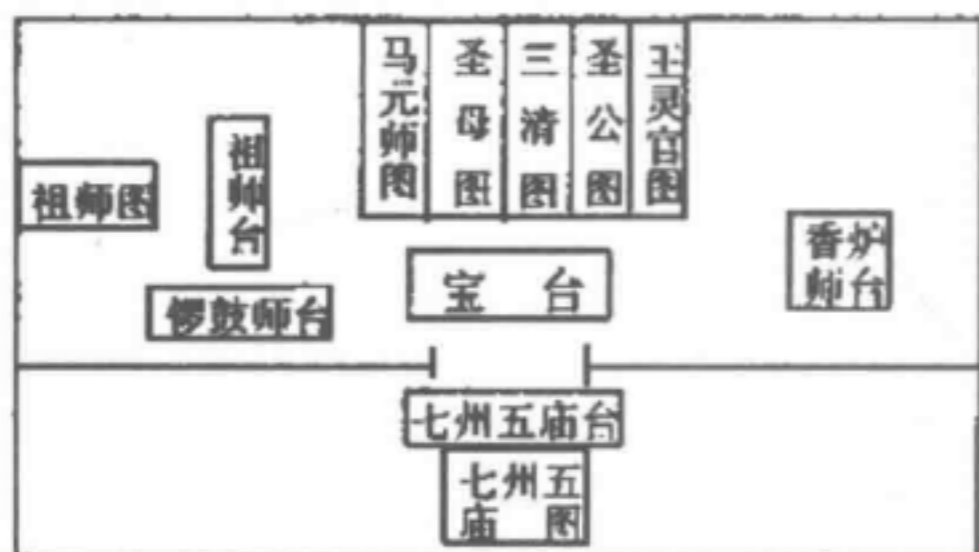 马元师图
圣母图
三清图
圣公图
王灵官图
祖师台
祖师图
香炉
师台
宝台
锣鼓师台
七州五庙台
七州五
庙图